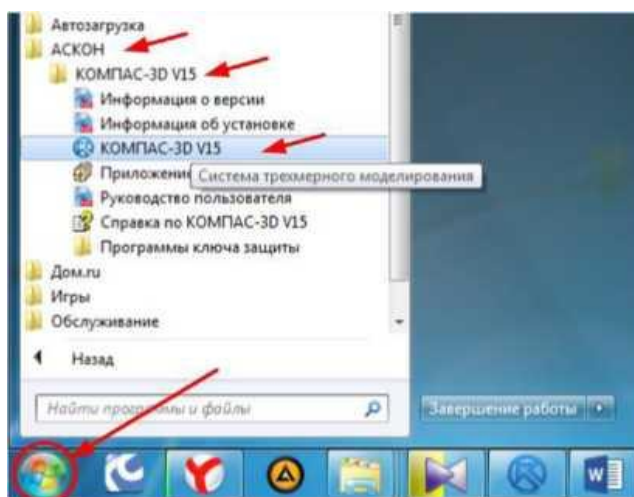 Автозагрузка
АСКОН
КОМПАС-3D V15
Информация о версии
Информация об установке
КОМПАС-3D V15
Приложение
Система трехмерного моделирования
Руководство пользователя
Справка по КОМПАС-3D V15
Программы ключа защиты
Дом.ru
Игры
Обслуживание
Назад
Найти программы и файлы
Завершение работы